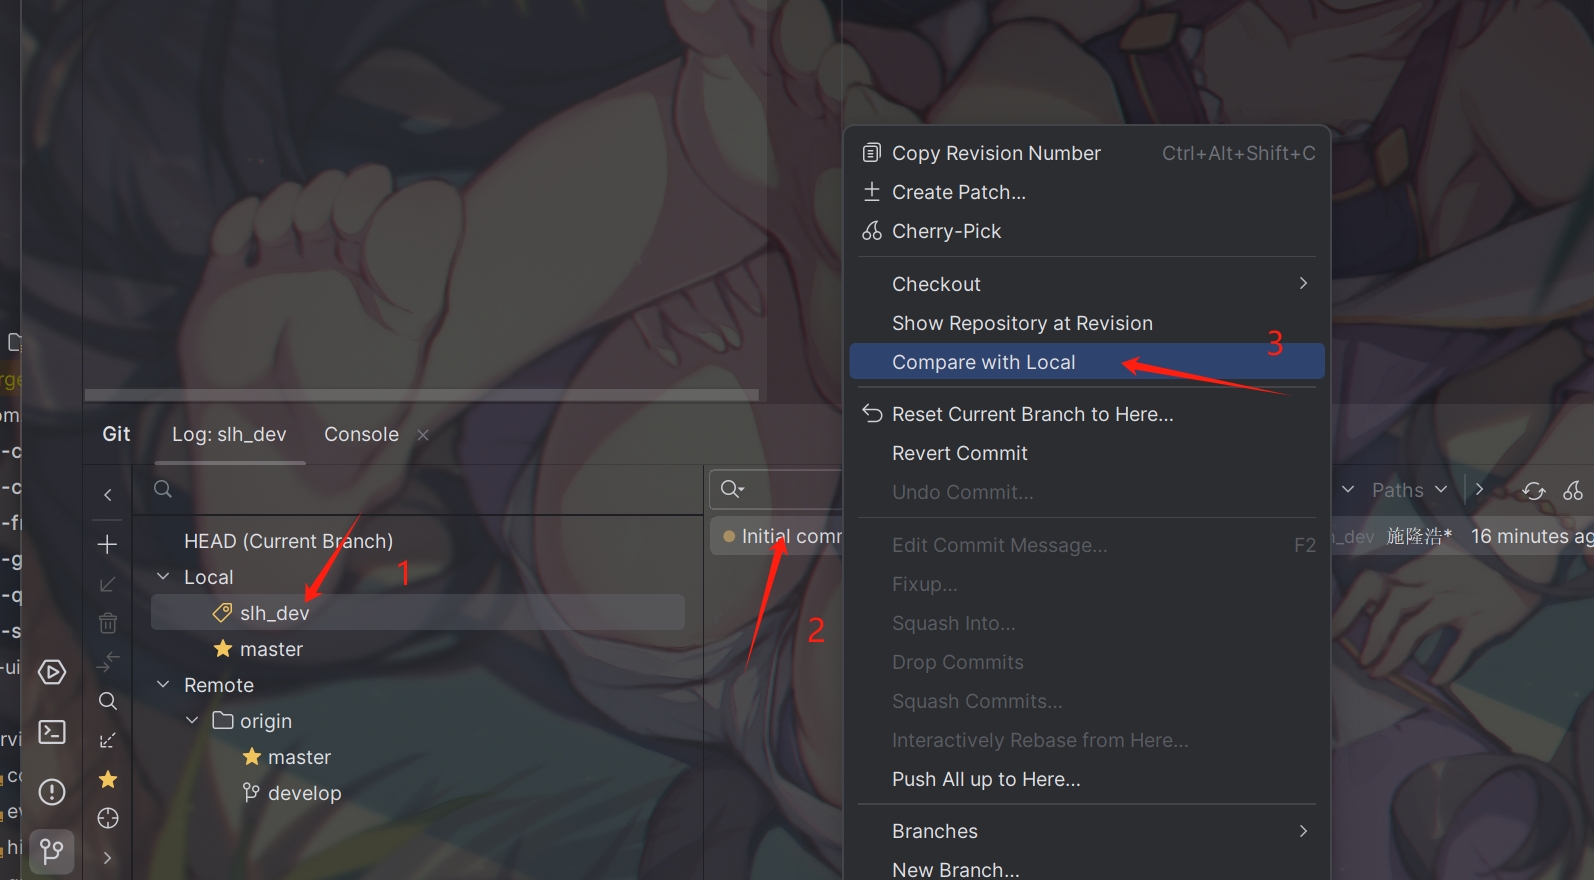 Copy Revision Number Ctrl+Alt+Shift+C
Create Patch...
Cherry-Pick
Checkout
Show Repository at Revision
3
Compare with Local
Reset Current Branch to Here...
Revert Commit
Undo Commit...
Edit Commit Message... F2
Fixup...
Squash Into...
Drop Commits
Squash Commits...
Interactively Rebase from Here...
Push All up to Here...
Branches
New Branch...
Git Log: slh_dev Console
HEAD (Current Branch)
Local
1
slh_dev
master
Remote
origin
master
develop
Initial comm
2
Paths
_dev 施隆浩* 16 minutes ag
rge
om
-c
-c
-fr
-g
-q
-s
-ui
rvi
co
ev
hi